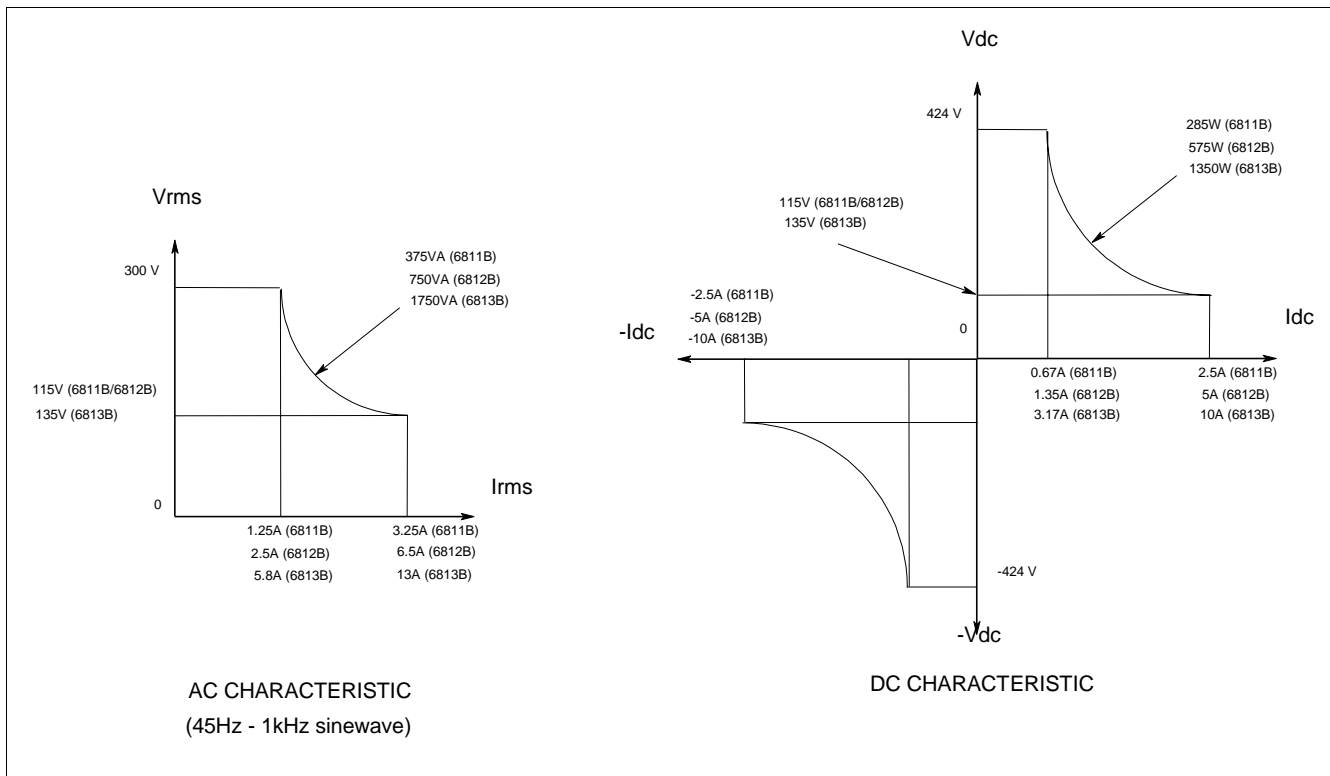 Vrms
300 V
375VA (6811B)
750VA (6812B)
1750VA (6813B)
115V (6811B/6812B)
135V (6813B)
0
Irms
1.25A (6811B)
2.5A (6812B)
5.8A (6813B)
3.25A (6811B)
6.5A (6812B)
13A (6813B)
AC CHARACTERISTIC
(45Hz - 1kHz sinewave)
Vdc
424 V
285W (6811B)
575W (6812B)
1350W (6813B)
115V (6811B/6812B)
135V (6813B)
-2.5A (6811B)
-5A (6812B)
-10A (6813B)
-Idc
0
Idc
0.67A (6811B)
1.35A (6812B)
3.17A (6813B)
2.5A (6811B)
5A (6812B)
10A (6813B)
-424 V
-Vdc
DC CHARACTERISTIC